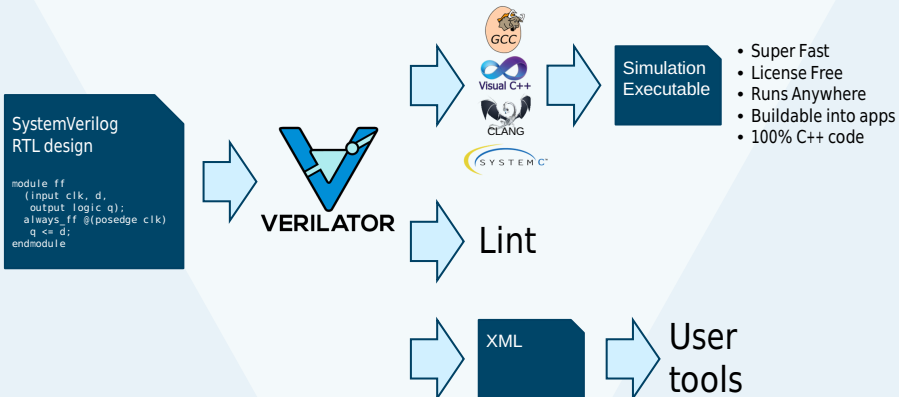 SystemVerilog
RTL design
module ff
(input clk, d,
output logic q);
always_ff @(posedge clk)
q <= d;
endmodule
VERILATOR
GCC
Visual C++
CLANG
SYSTEMC™
Simulation
Executable
• Super Fast
• License Free
• Runs Anywhere
• Buildable into apps
• 100% C++ code
Lint
XML
User
tools